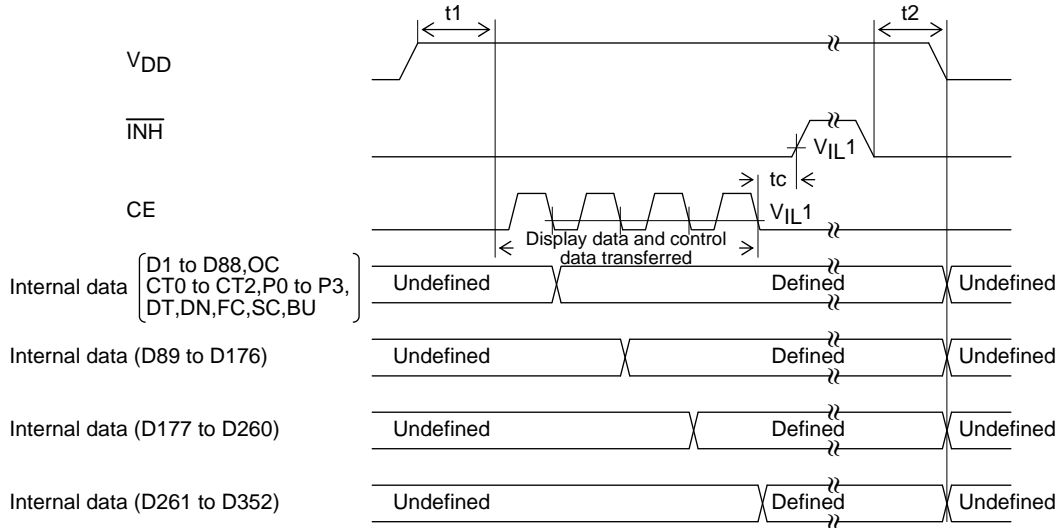 t1
t2
VDD
INH
VIL1
tc
CE
VIL1
Display data and control
data transferred
D1 to D88,OC
Internal data
CT0 to CT2,P0 to P3,
DT,DN,FC,SC,BU
Undefined
Defined
Undefined
Internal data (D89 to D176)
Undefined
Defined
Undefined
Internal data (D177 to D260)
Undefined
Defined
Undefined
Internal data (D261 to D352)
Undefined
Defined
Undefined